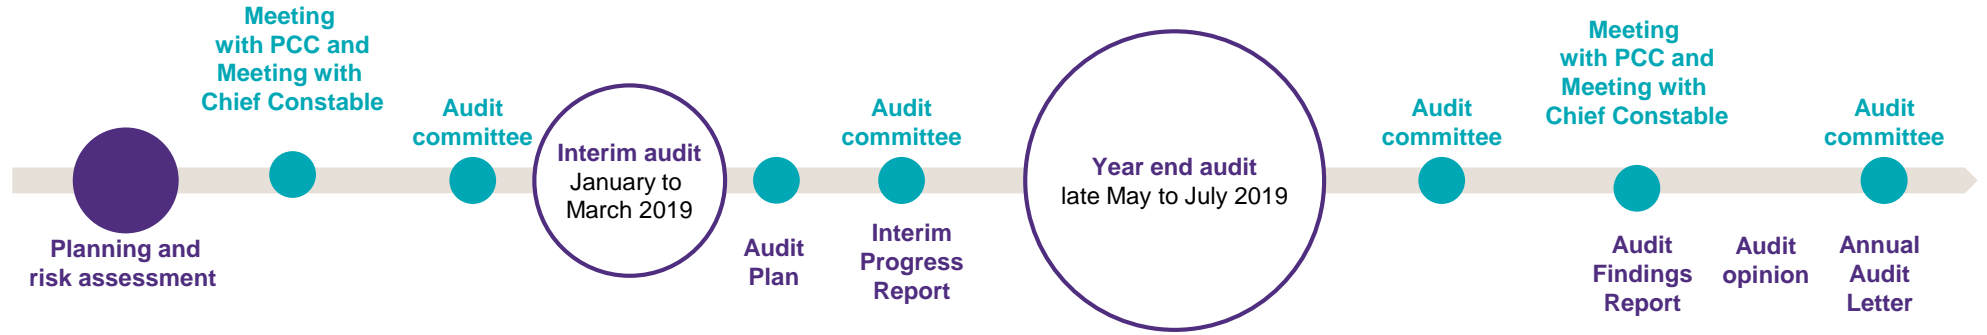 Planning and
risk assessment
Meeting
with PCC and
Meeting with
Chief Constable
Audit
committee
Interim audit
January to
March 2019
Audit
Plan
Audit
committee
Interim
Progress
Report
Year end audit
late May to July 2019
Audit
committee
Meeting
with PCC and
Meeting with
Chief Constable
Audit
Findings
Report
Audit
opinion
Audit
committee
Annual
Audit
Letter